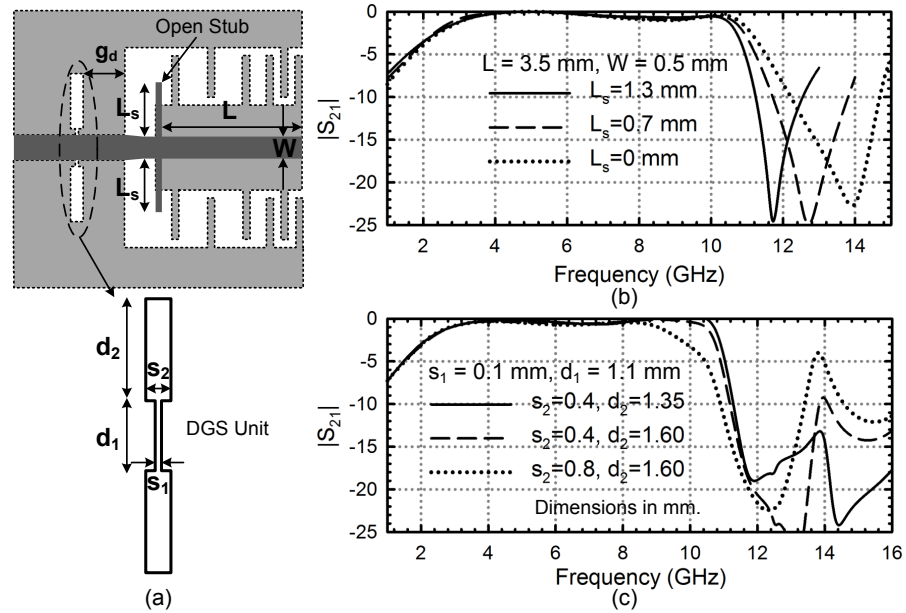 Open Stub
g_d
L_s
L
W
L_s
d_2
s_2
d_1
DGS Unit
s_1
(a)
|S_21|
0
-5
-10
-15
-20
-25
L = 3.5 mm, W = 0.5 mm
L_s=1.3 mm
L_s=0.7 mm
L_s=0 mm
2 4 6 8 10 12 14
Frequency (GHz)
(b)
|S_21|
0
-5
-10
-15
-20
-25
s_1 = 0.1 mm, d_1 = 1.1 mm
s_2=0.4, d_2=1.35
s_2=0.4, d_2=1.60
s_2=0.8, d_2=1.60
Dimensions in mm.
2 4 6 8 10 12 14 16
Frequency (GHz)
(c)